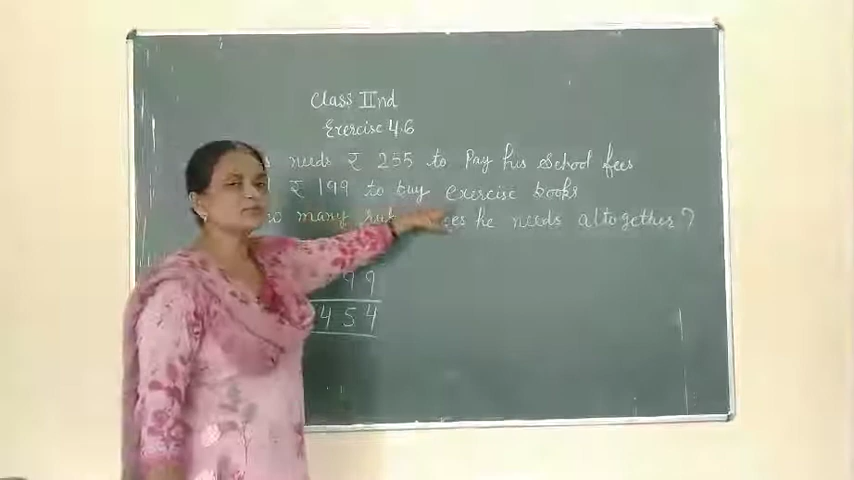 Class IInd
Exercise 4.6
s needs ₹ 255 to Pay his School fees
₹ 199 to buy exercise books
many he needs altogether?
99
454